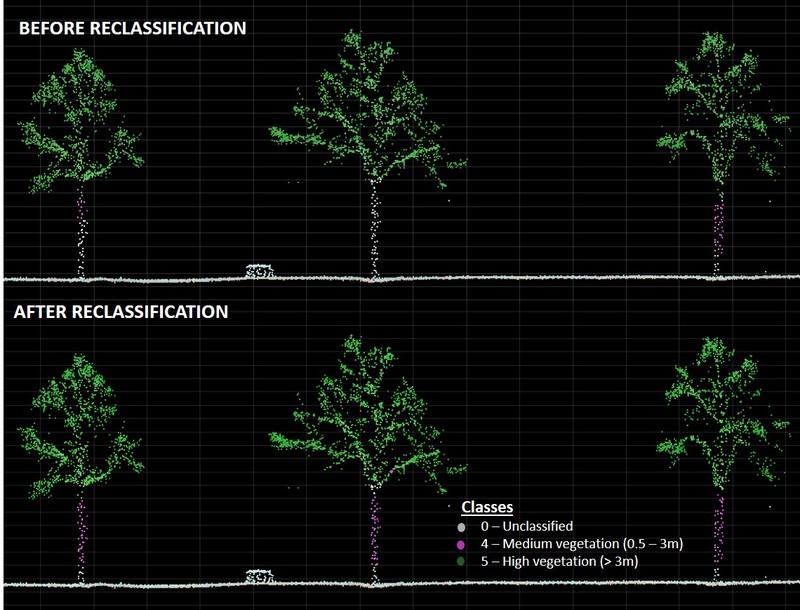 BEFORE RECLASSIFICATION
AFTER RECLASSIFICATION
Classes
0 – Unclassified
4 – Medium vegetation (0.5 – 3m)
5 – High vegetation (> 3m)